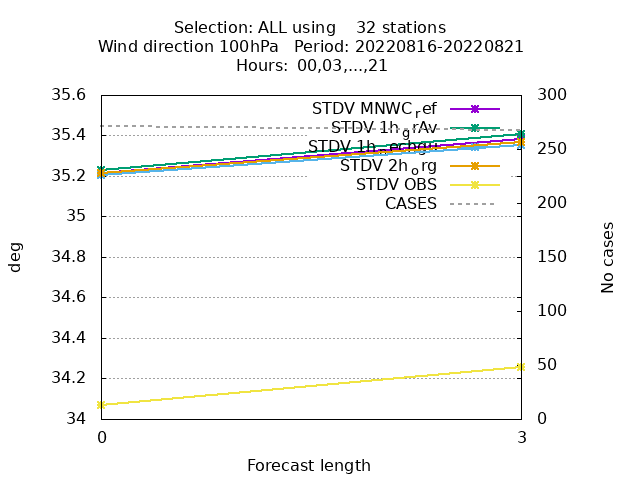 Selection: ALL using 32 stations
Wind direction 100hPa Period: 20220816-20220821
Hours: 00,03,...,21
35.6
35.4
35.2
35
34.8
34.6
34.4
34.2
34
deg
300
250
200
150
100
50
0
No cases
STDV MNWC_ref
STDV 1h_grAv
STDV 1h
STDV 2h_org
STDV OBS
CASES
0 3
Forecast length